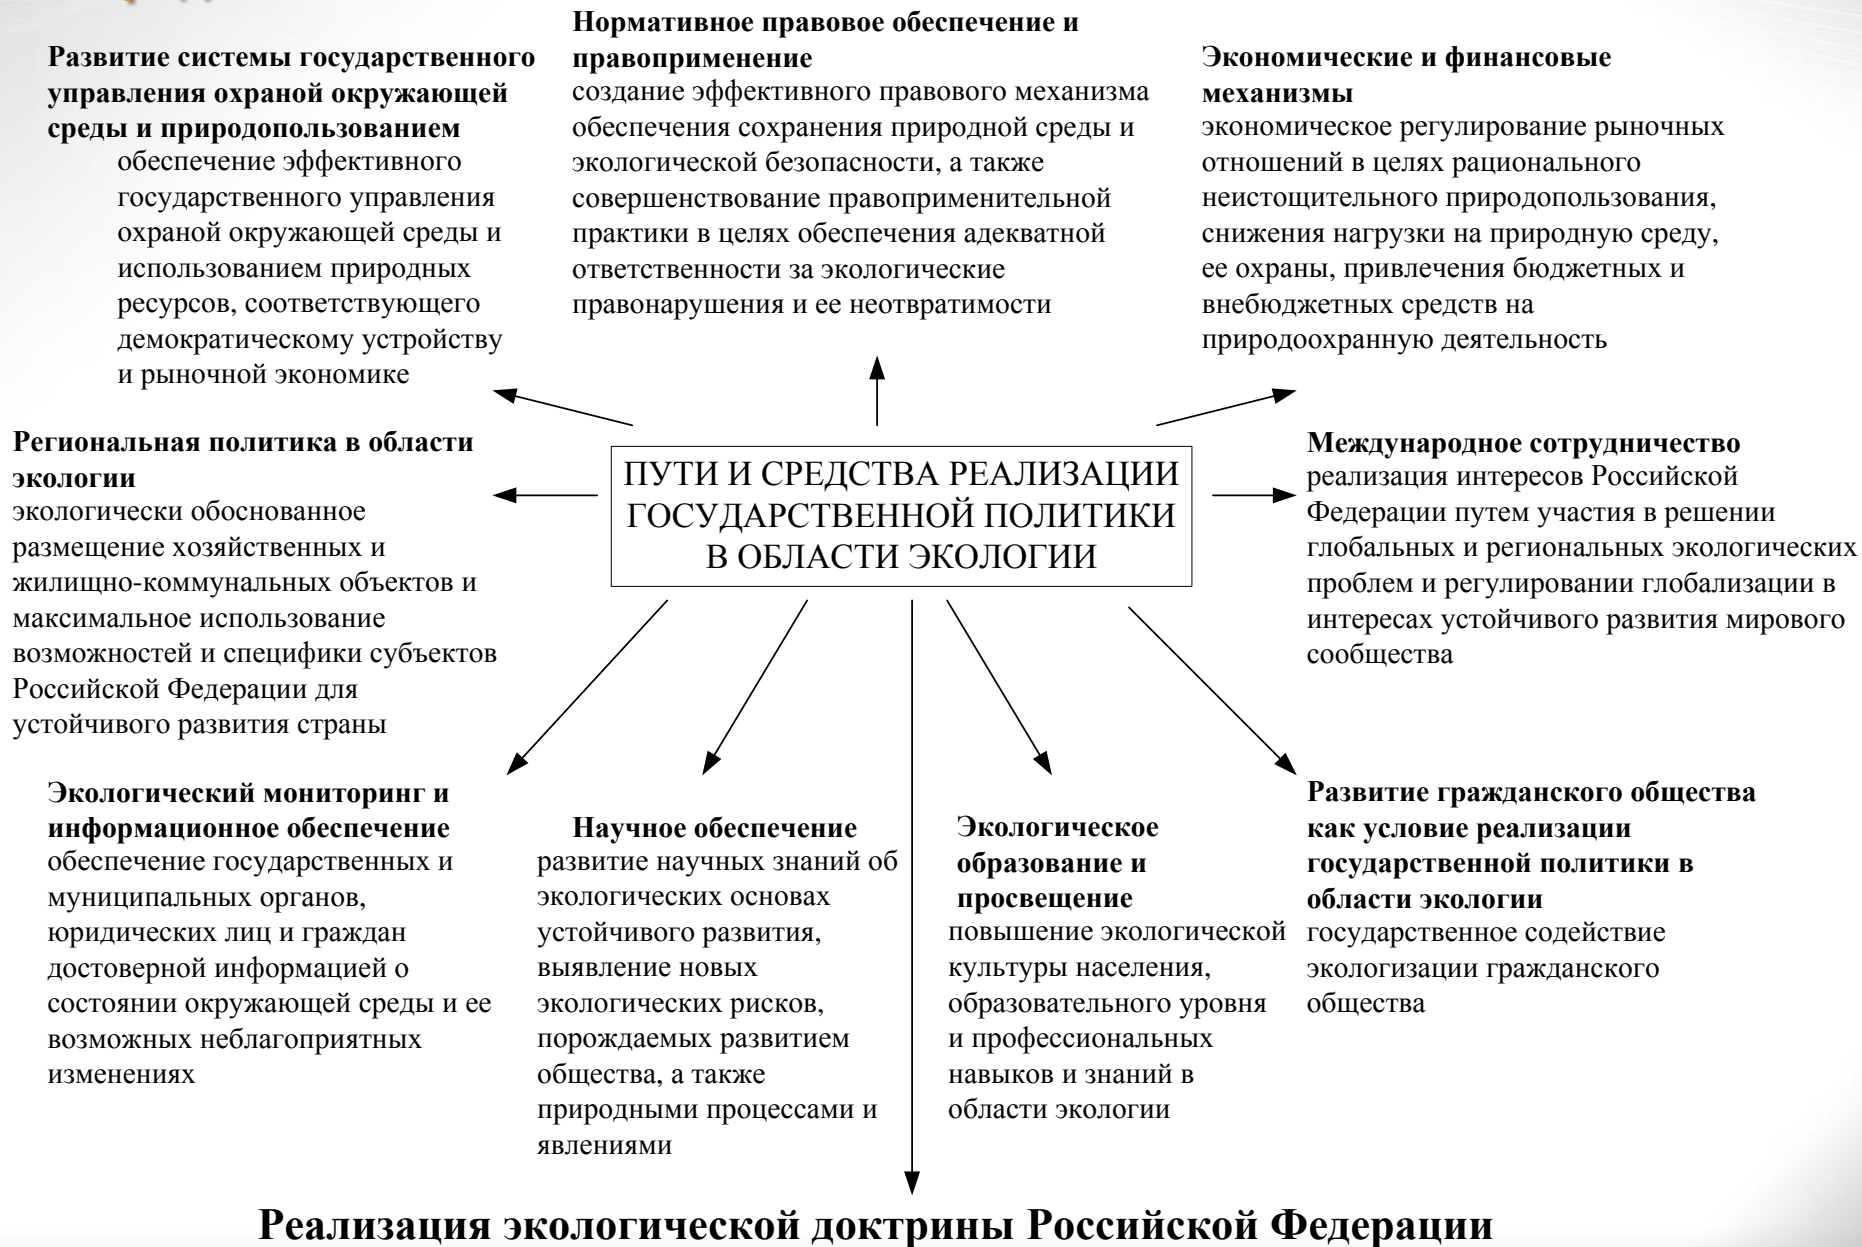 Развитие системы государственного
управления охраной окружающей
среды и природопользованием
обеспечение эффективного
государственного управления
охраной окружающей среды и
использованием природных
ресурсов, соответствующего
демократическому устройству
и рыночной экономике
Нормативное правовое обеспечение и
правоприменение
создание эффективного правового механизма
обеспечения сохранения природной среды и
экологической безопасности, а также
совершенствование правоприменительной
практики в целях обеспечения адекватной
ответственности за экологические
правонарушения и ее неотвратимости
Экономические и финансовые
механизмы
экономическое регулирование рыночных
отношений в целях рационального
неистощительного природопользования,
снижения нагрузки на природную среду,
ее охраны, привлечения бюджетных и
внебюджетных средств на
природоохранную деятельность
Региональная политика в области
экологии
экологически обоснованное
размещение хозяйственных и
жилищно-коммунальных объектов и
максимальное использование
возможностей и специфики субъектов
Российской Федерации для
устойчивого развития страны
ПУТИ И СРЕДСТВА РЕАЛИЗАЦИИ
ГОСУДАРСТВЕННОЙ ПОЛИТИКИ
В ОБЛАСТИ ЭКОЛОГИИ
Международное сотрудничество
реализация интересов Российской
Федерации путем участия в решении
глобальных и региональных экологических
проблем и регулировании глобализации в
интересах устойчивого развития мирового
сообщества
Экологический мониторинг и
информационное обеспечение
обеспечение государственных и
муниципальных органов,
юридических лиц и граждан
достоверной информацией о
состоянии окружающей среды и ее
возможных неблагоприятных
изменениях
Научное обеспечение
развитие научных знаний об
экологических основах
устойчивого развития,
выявление новых
экологических рисков,
порождаемых развитием
общества, а также
природными процессами и
явлениями
Экологическое
образование и
просвещение
повышение экологической
культуры населения,
образовательного уровня
и профессиональных
навыков и знаний в
области экологии
Развитие гражданского общества
как условие реализации
государственной политики в
области экологии
государственное содействие
экологизации гражданского
общества
Реализация экологической доктрины Российской Федерации